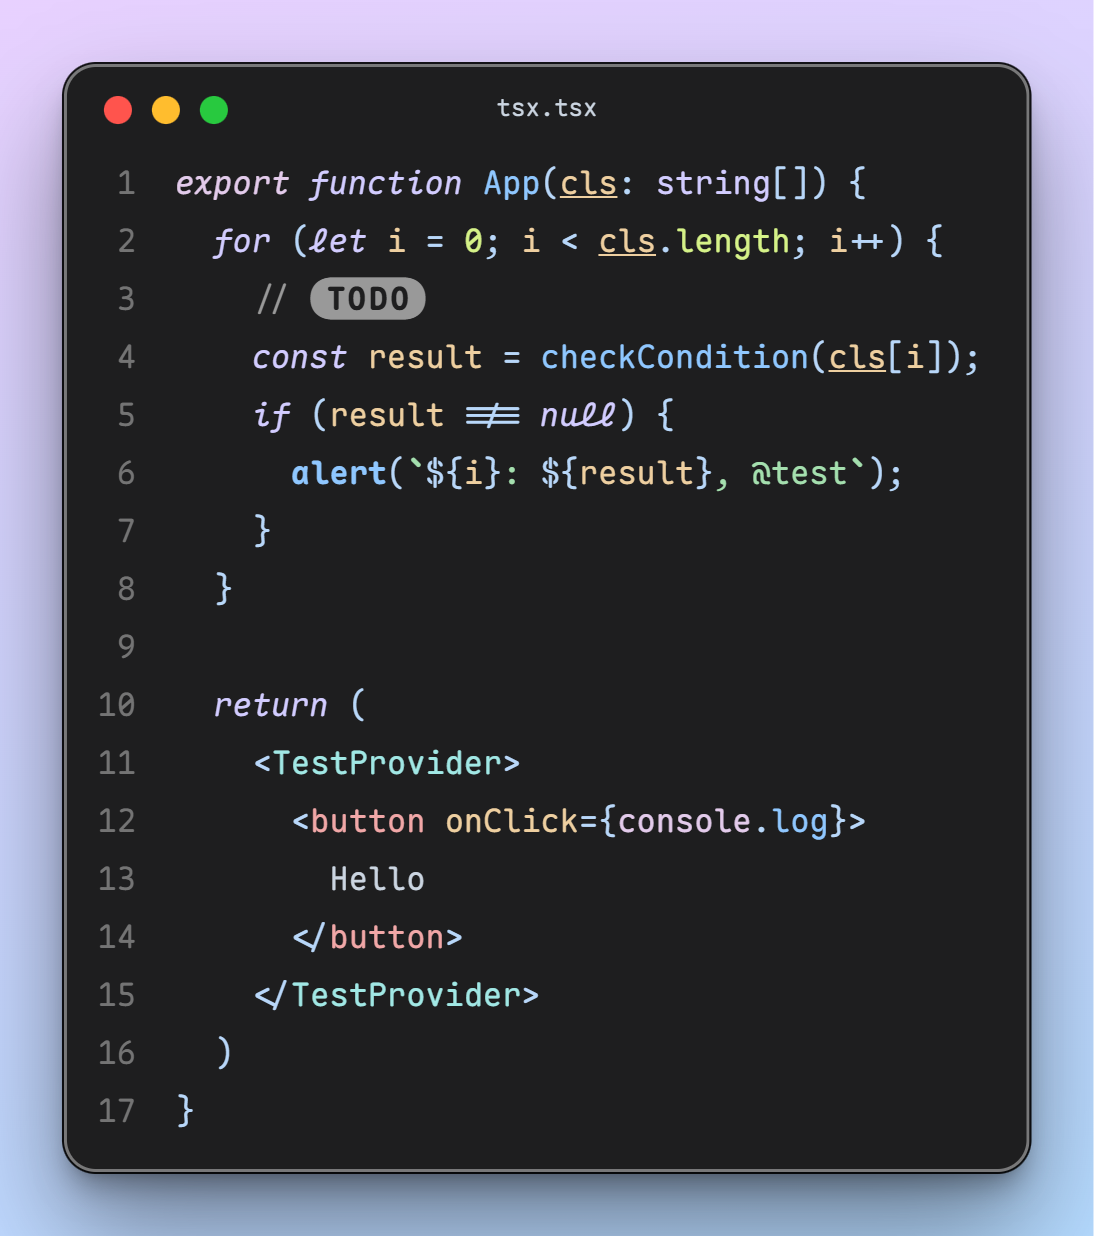 tsx.tsx
1 export function App(cls: string[]) {
2   for (let i = 0; i < cls.length; i++) {
3     // TODO
4     const result = checkCondition(cls[i]);
5     if (result !== null) {
6       alert(`${i}: ${result}, @test`);
7     }
8   }
9
10   return (
11     <TestProvider>
12       <button onClick={console.log}>
13         Hello
14       </button>
15     </TestProvider>
16   )
17 }